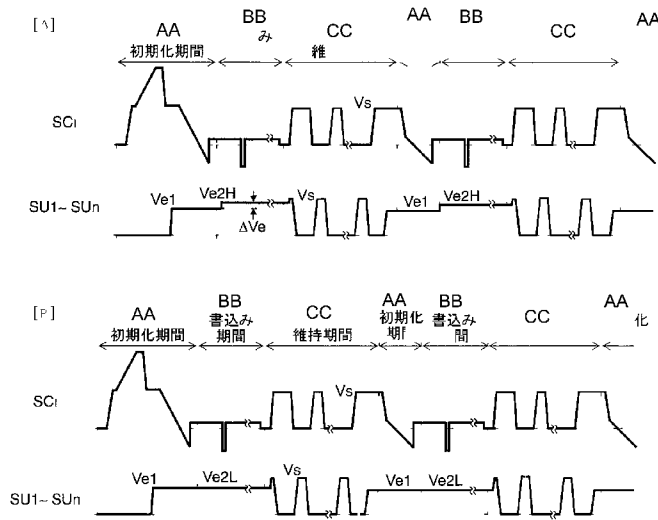 [A]
AA
BB
CC
AA
BB
CC
AA
初期化期間
み
維
SCi
Vs
SU1~SUn
Ve1
Ve2H
ΔVe
Vs
Ve1
Ve2H
[P]
AA
BB
CC
AA
BB
CC
AA
初期化期間
書込み
期間
維持期間
初期化
書込み
間
化
SCi
Vs
SU1~SUn
Ve1
Ve2L
Vs
Ve1
Ve2L